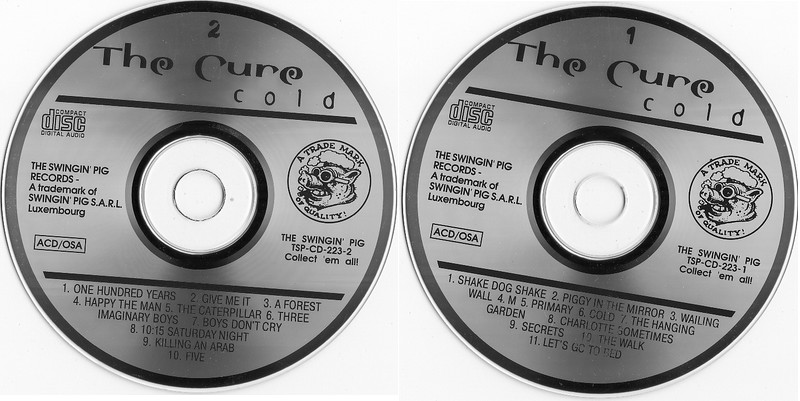 2
The Cure
cold
COMPACT
disc
DIGITAL AUDIO
THE SWINGIN' PIG
RECORDS -
A trademark of
SWINGIN' PIG S.A.R.L.
Luxembourg
ACD/OSA
A TRADE MARK
OF QUALITY!
THE SWINGIN' PIG
TSP-CD-223-2
Collect 'em all!
1. ONE HUNDRED YEARS 2. GIVE ME IT 3. A FOREST
4. HAPPY THE MAN 5. THE CATERPILLAR 6. THREE
IMAGINARY BOYS 7. BOYS DON'T CRY
8. 10:15 SATURDAY NIGHT
9. KILLING AN ARAB
10. FIVE
1
The Cure
cold
COMPACT
disc
DIGITAL AUDIO
THE SWINGIN' PIG
RECORDS -
A trademark of
SWINGIN' PIG S.A.R.L.
Luxembourg
ACD/OSA
A TRADE MARK
OF QUALITY!
THE SWINGIN' PIG
TSP-CD-223-1
Collect 'em all!
1. SHAKE DOG SHAKE 2. PIGGY IN THE MIRROR 3. WAILING
WALL 4. M 5. PRIMARY 6. COLD 7. THE HANGING
GARDEN 8. CHARLOTTE SOMETIMES
9. SECRETS 10. THE WALK
11. LET'S GO TO BED